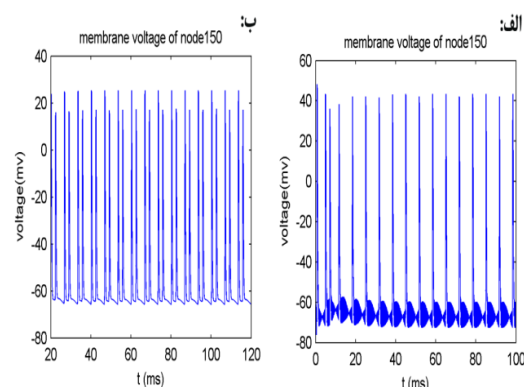 الف:
membrane voltage of node150
60
40
20
0
-20
-40
-60
-80
voltage(mv)
0 20 40 60 80 100
t (ms)
ب:
membrane voltage of node150
40
20
0
-20
-40
-60
-80
voltage(mv)
20 40 60 80 100 120
t (ms)